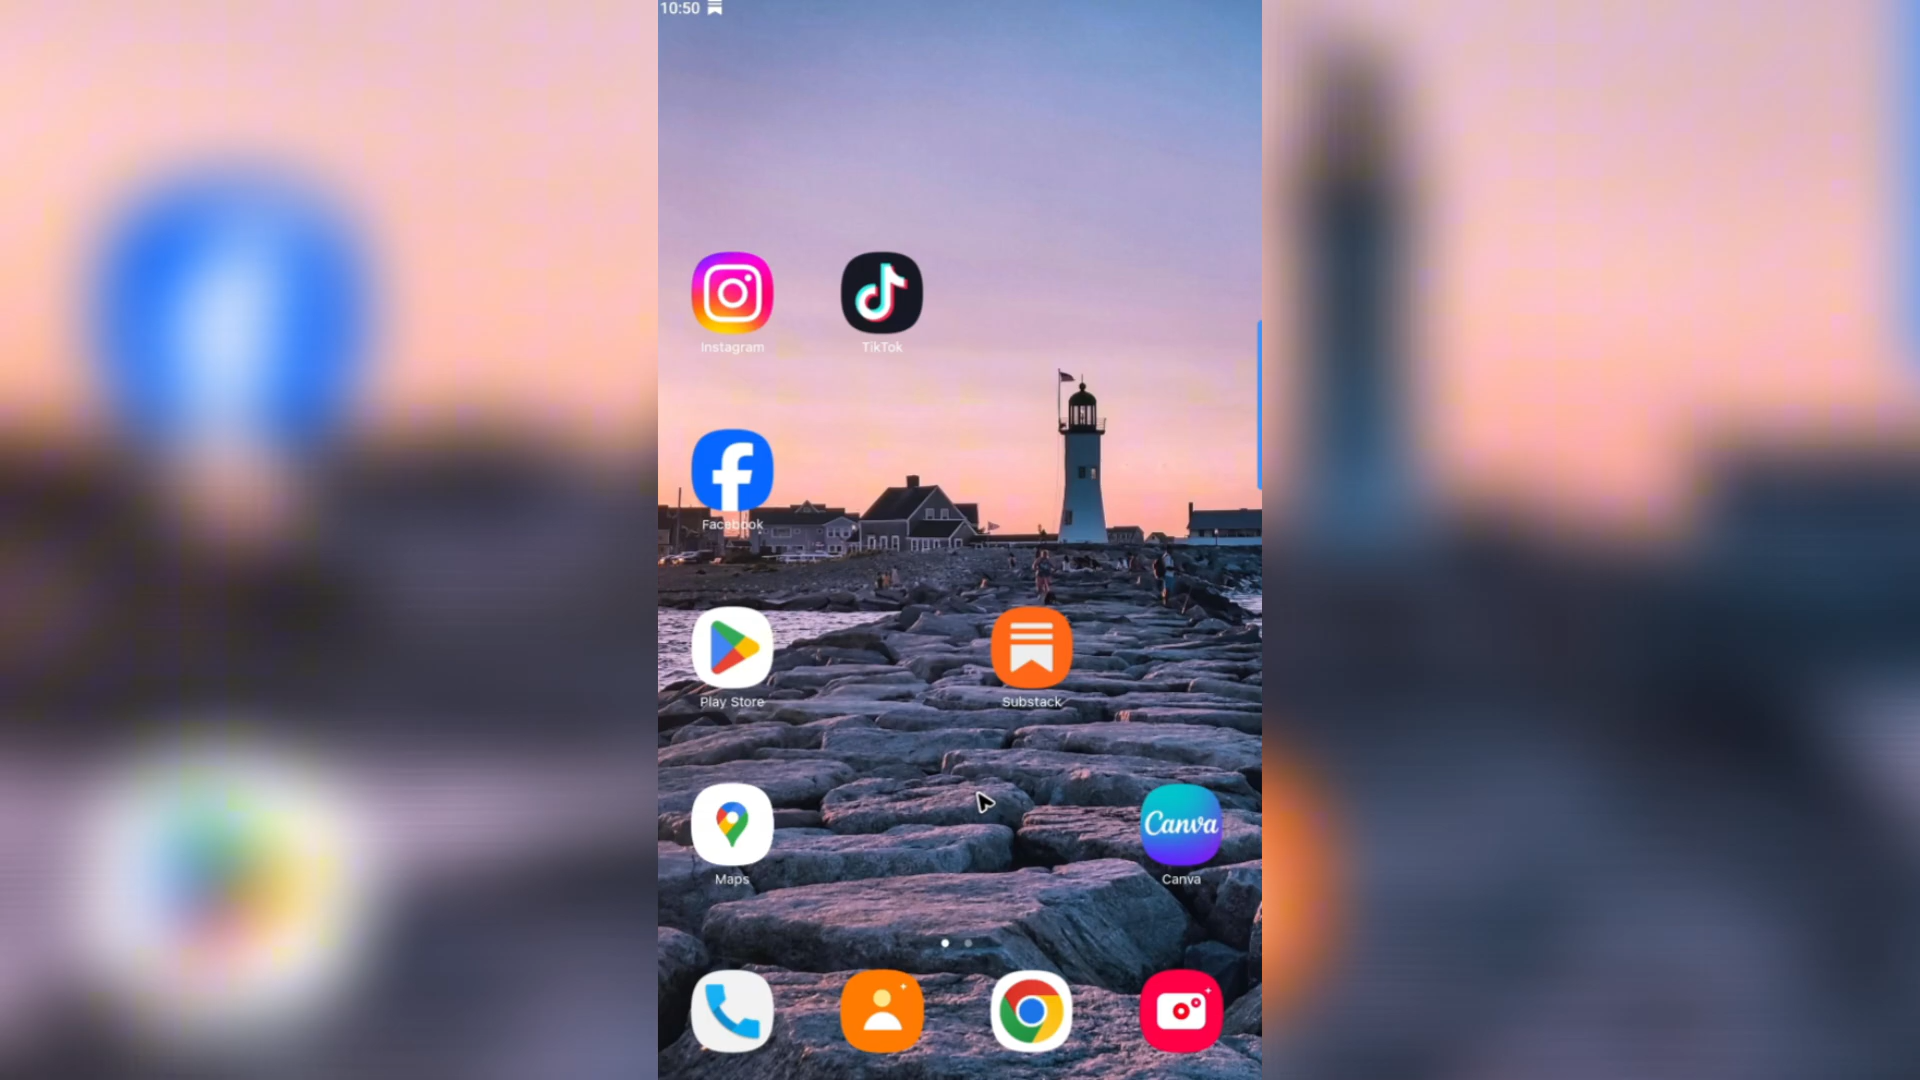 10:50
Instagram
TikTok
Facebook
Play Store
Substack
Canva
Maps
Canva